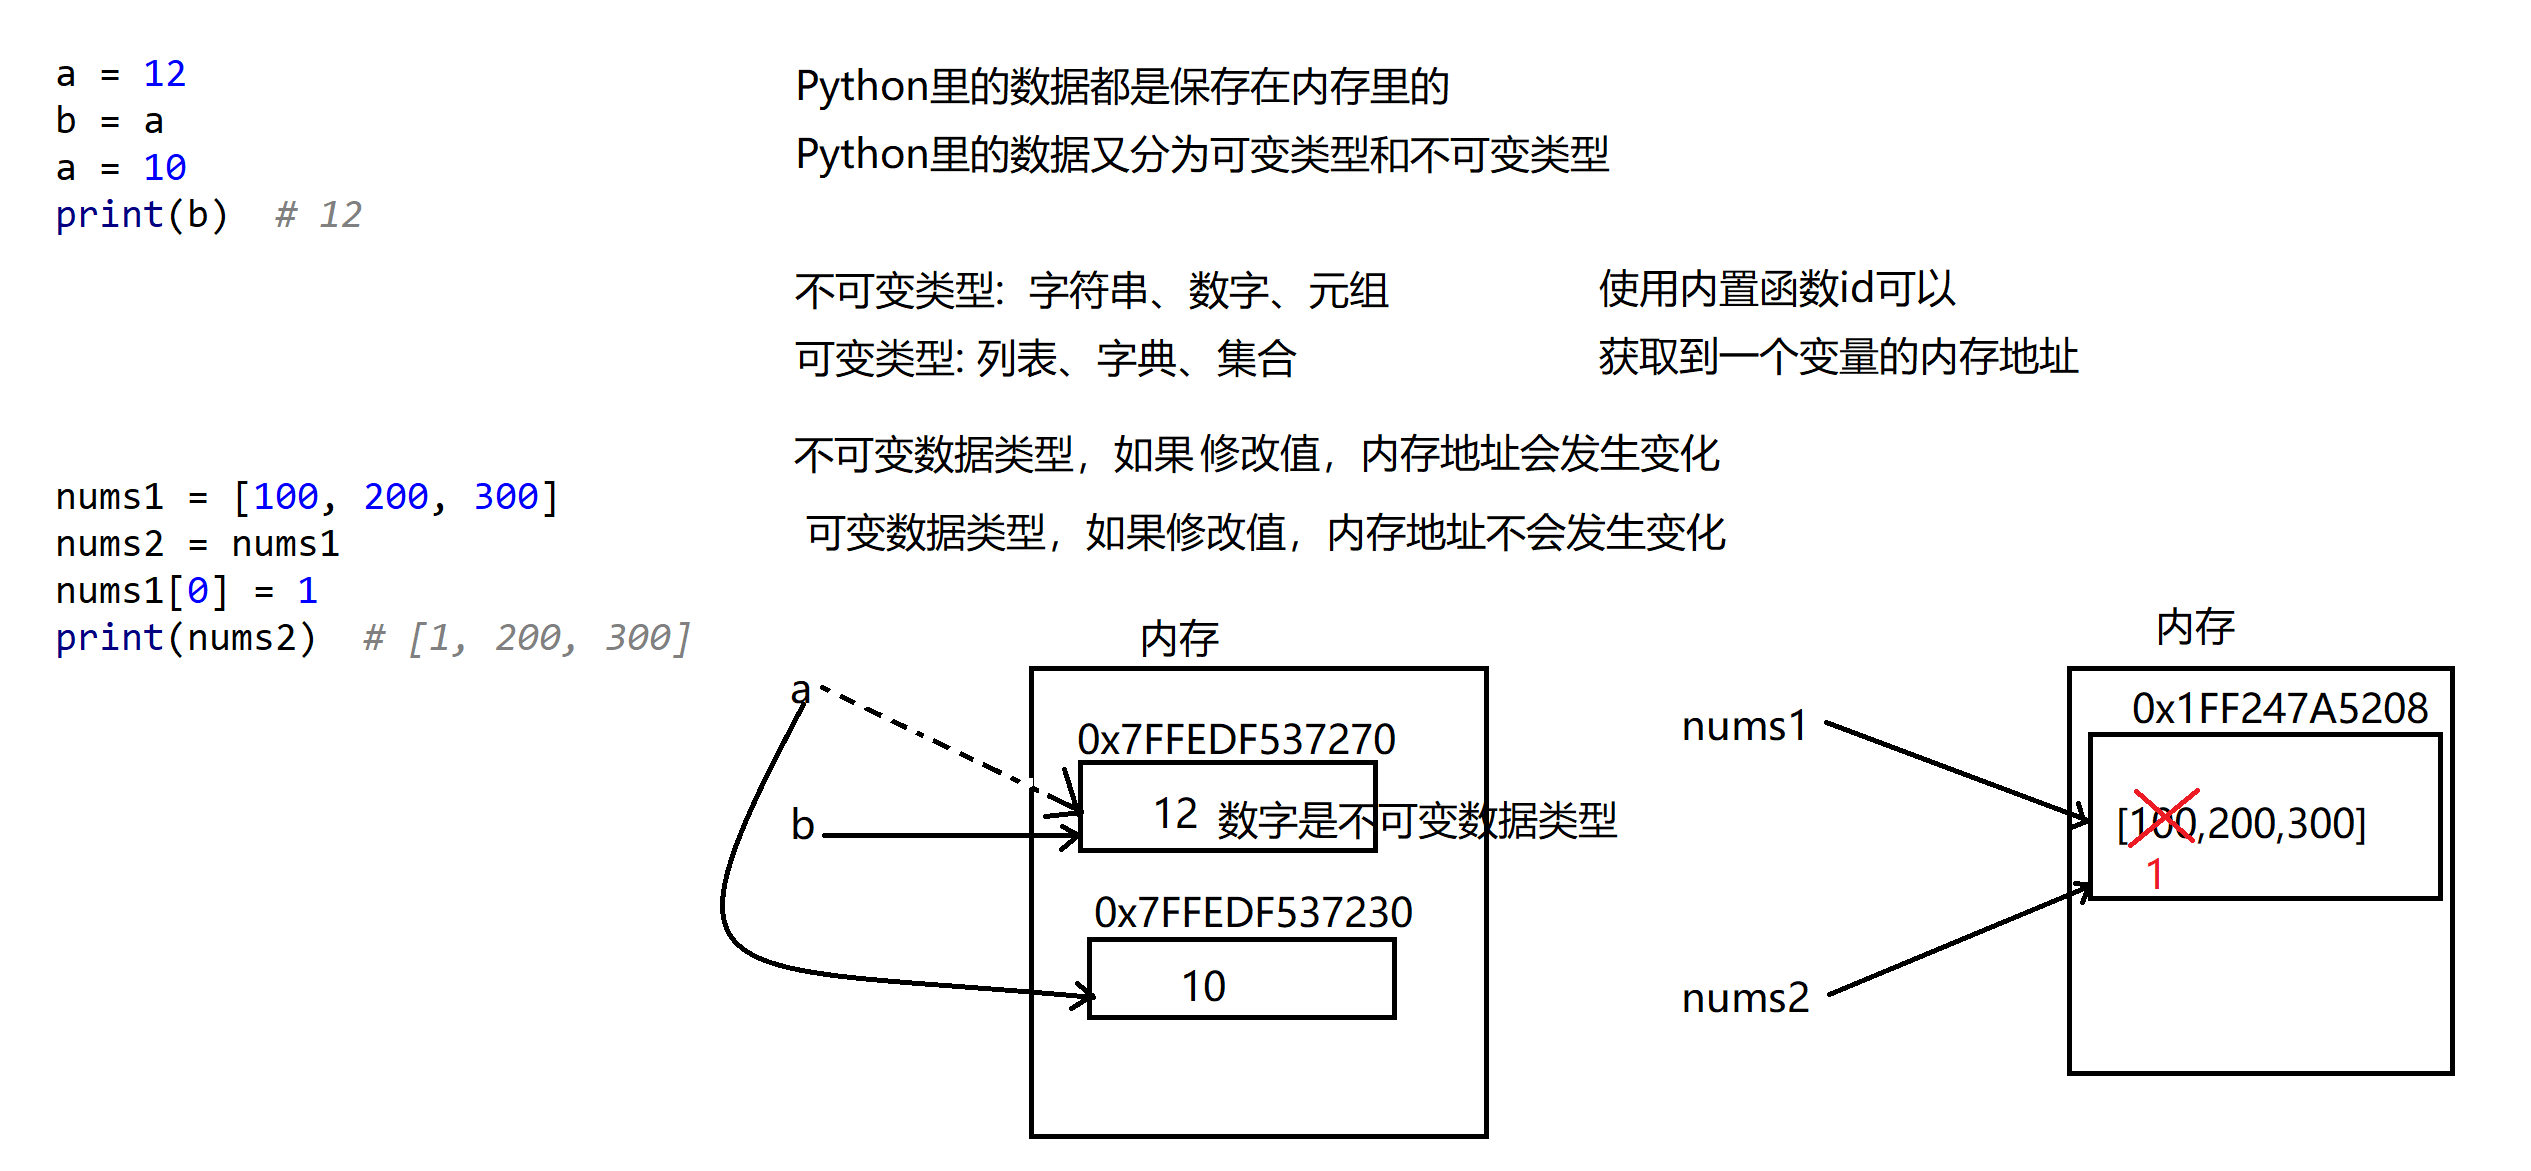 a = 12
b = a
a = 10
print(b)  # 12
Python里的数据都是保存在内存里的
Python里的数据又分为可变类型和不可变类型
不可变类型: 字符串、数字、元组
可变类型: 列表、字典、集合
使用内置函数id可以
获取到一个变量的内存地址
不可变数据类型，如果修改值，内存地址会发生变化
可变数据类型，如果修改值，内存地址不会发生变化
nums1 = [100, 200, 300]
nums2 = nums1
nums1[0] = 1
print(nums2)  # [1, 200, 300]
内存
a
0x7FFEDF537270
b
12 数字是不可变数据类型
0x7FFEDF537230
10
内存
0x1FF247A5208
nums1
[100,200,300]
1
nums2